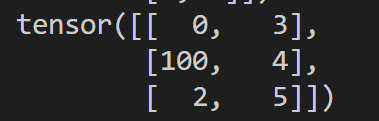 tensor([[  0,   3],
        [100,   4],
        [  2,   5]])